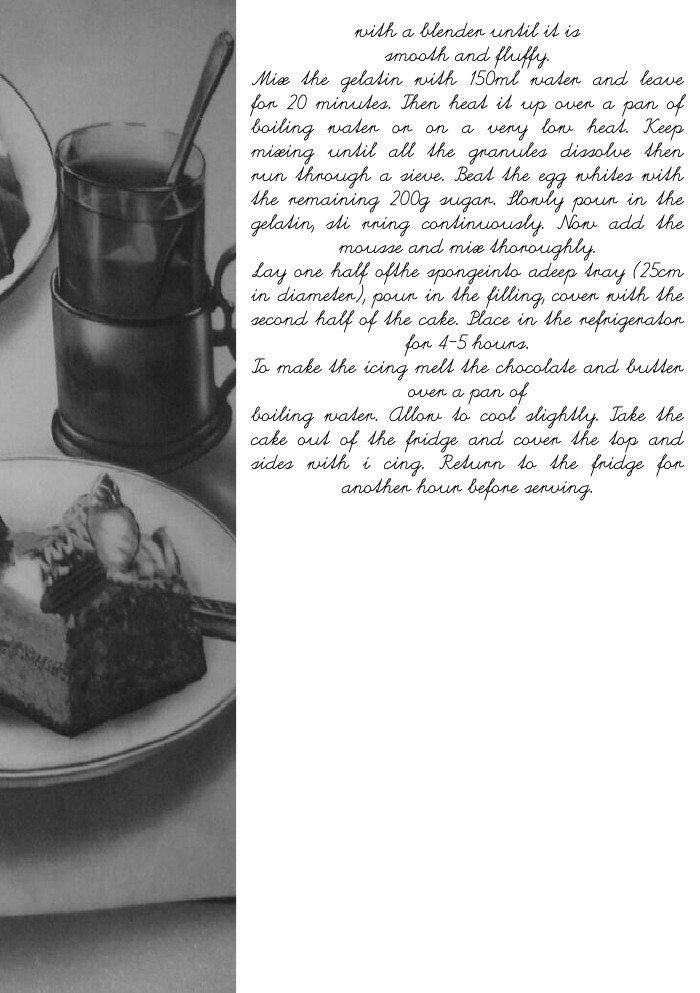 with a blender until it is
smooth and fluffy.
Mix the gelatin with 150ml water and leave
for 20 minutes. Then heat it up over a pan of
boiling water or on a very low heat. Keep
mixing until all the granules dissolve then
run through a sieve. Beat the egg whites with
the remaining 200g sugar. Slowly pour in the
gelatin, sti rring continuously. Now add the
mousse and mix thoroughly.
Lay one half ofthe spongeinto adeep tray (25cm
in diameter), pour in the filling, cover with the
second half of the cake. Place in the refrigerator
for 4-5 hours.
To make the icing melt the chocolate and butter
over a pan of
boiling water. Allow to cool slightly. Take the
cake out of the fridge and cover the top and
sides with i cing. Return to the fridge for
another hour before serving.